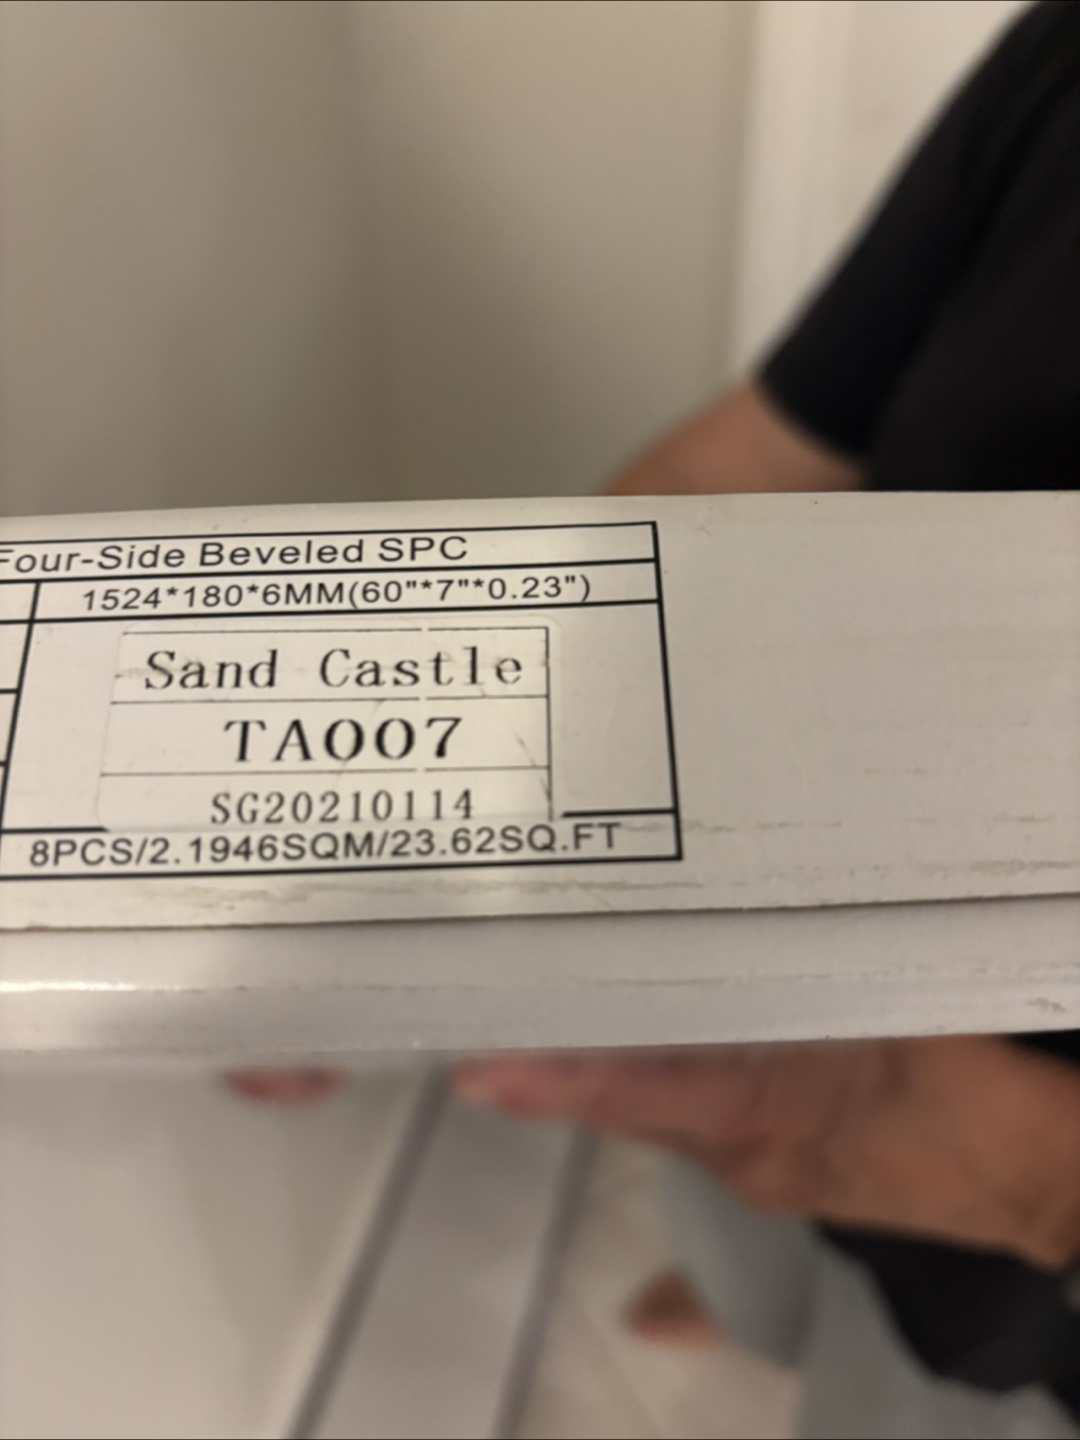 Four-Side Beveled SPC
1524*180*6MM(60"*7"*0.23")
Sand Castle
TA007
SG20210114
8PCS/2.1946SQM/23.62SQ.FT